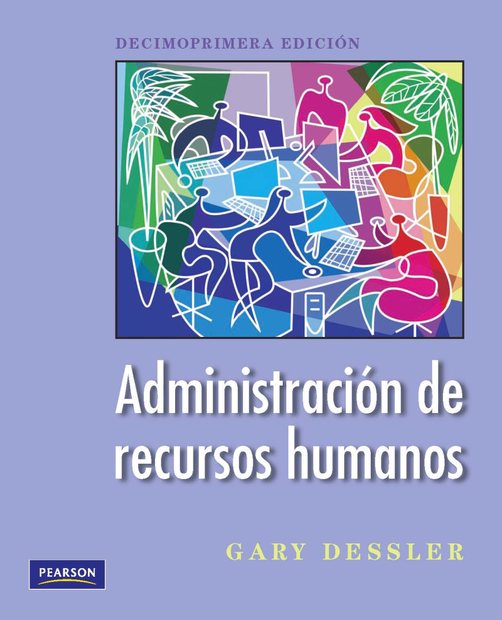 DECIMOPRIMERA EDICIÓN
Administración de
recursos humanos
GARY DESSLER
PEARSON